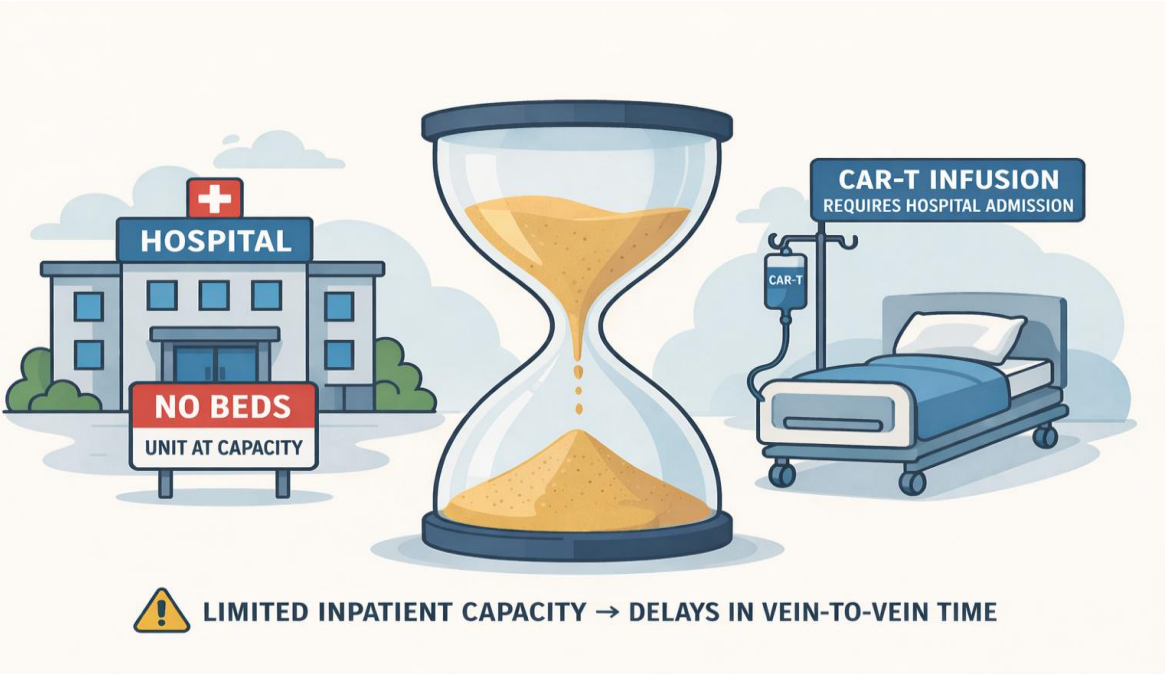 HOSPITAL
NO BEDS
UNIT AT CAPACITY
CAR-T INFUSION
REQUIRES HOSPITAL ADMISSION
CAR-T
LIMITED INPATIENT CAPACITY → DELAYS IN VEIN-TO-VEIN TIME